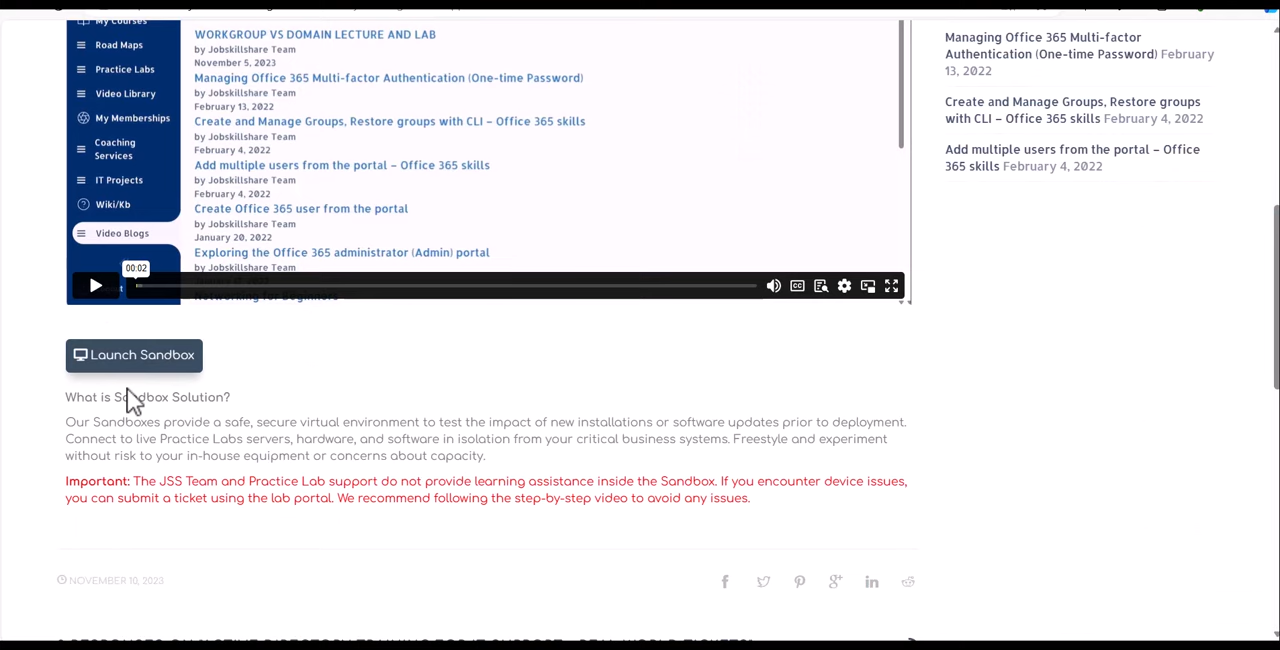 My Courses
Road Maps
Practice Labs
Video Library
My Memberships
Coaching
Services
IT Projects
Wiki/Kb
Video Blogs
WORKGROUP VS DOMAIN LECTURE AND LAB
by Jobskillshare Team
November 5, 2023
Managing Office 365 Multi-factor Authentication (One-time Password)
by Jobskillshare Team
February 13, 2022
Create and Manage Groups, Restore groups with CLI – Office 365 skills
by Jobskillshare Team
February 4, 2022
Add multiple users from the portal – Office 365 skills
by Jobskillshare Team
February 4, 2022
Create Office 365 user from the portal
by Jobskillshare Team
January 20, 2022
Exploring the Office 365 administrator (Admin) portal
by Jobskillshare Team
Networking for Beginners
00:02
CC
Managing Office 365 Multi-factor
Authentication (One-time Password) February
13, 2022
Create and Manage Groups, Restore groups
with CLI – Office 365 skills February 4, 2022
Add multiple users from the portal – Office
365 skills February 4, 2022
Launch Sandbox
What is Sandbox Solution?
Our Sandboxes provide a safe, secure virtual environment to test the impact of new installations or software updates prior to deployment.
Connect to live Practice Labs servers, hardware, and software in isolation from your critical business systems. Freestyle and experiment
without risk to your in-house equipment or concerns about capacity.
Important: The JSS Team and Practice Lab support do not provide learning assistance inside the Sandbox. If you encounter device issues,
you can submit a ticket using the lab portal. We recommend following the step-by-step video to avoid any issues.
NOVEMBER 10, 2023